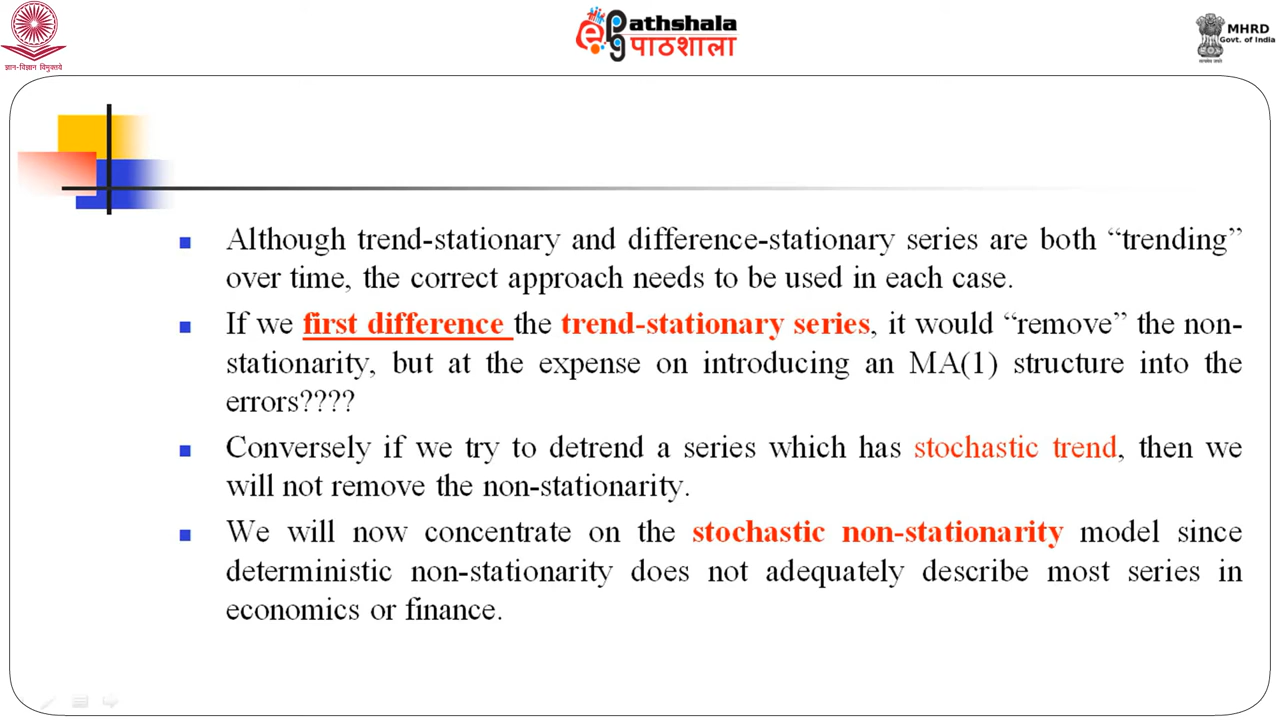 ज्ञान-विज्ञान विमुक्तये
ePG Pathshala
पाठशाला
MHRD
Govt. of India
Although trend-stationary and difference-stationary series are both “trending”
over time, the correct approach needs to be used in each case.
If we first difference the trend-stationary series, it would “remove” the non-
stationarity, but at the expense on introducing an MA(1) structure into the
errors????
Conversely if we try to detrend a series which has stochastic trend, then we
will not remove the non-stationarity.
We will now concentrate on the stochastic non-stationarity model since
deterministic non-stationarity does not adequately describe most series in
economics or finance.